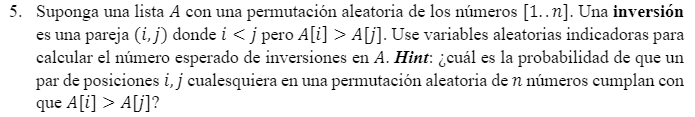 5. Suponga una lista A con una permutación aleatoria de los números [1..n]. Una inversión
es una pareja (i, j) donde i < j pero A[i] > A[j]. Use variables aleatorias indicadoras para
calcular el número esperado de inversiones en A. Hint: ¿cuál es la probabilidad de que un
par de posiciones i, j cualesquiera en una permutación aleatoria de n números cumplan con
que A[i] > A[j]?